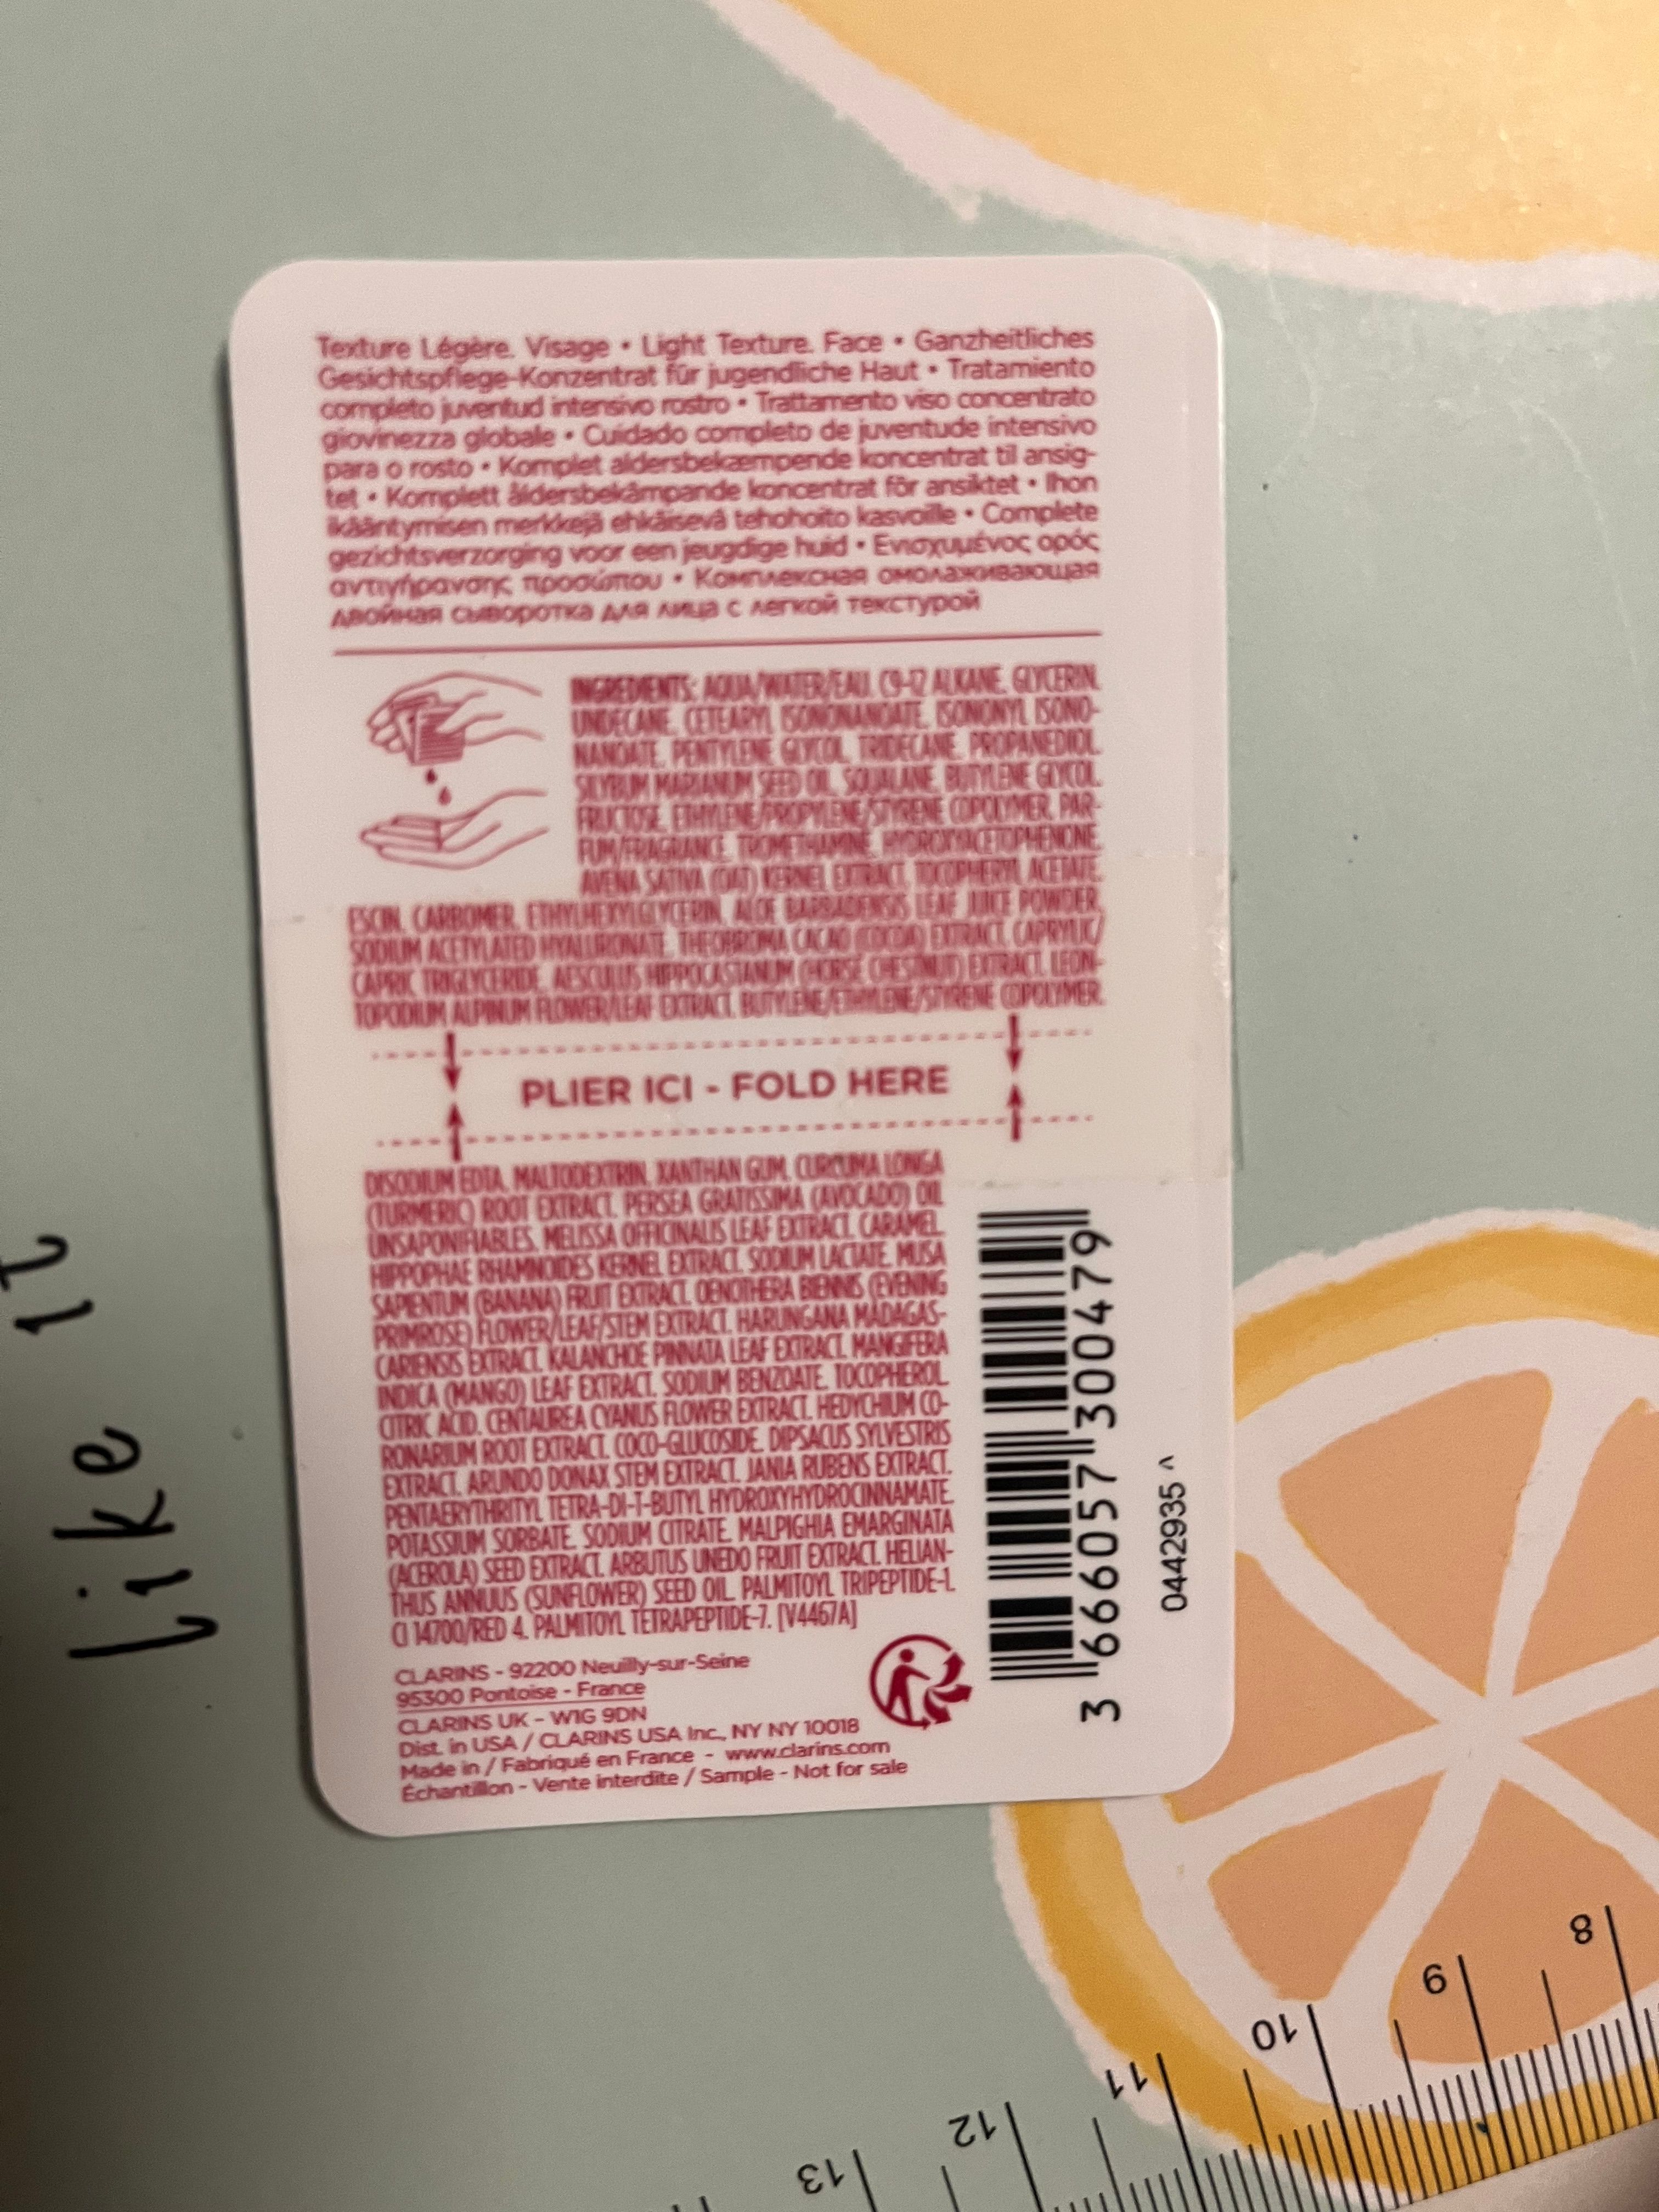 Texture Légère. Visage • Light Texture. Face • Ganzheitliches
Gesichtspflege-Konzentrat für jugendliche Haut • Tratamiento
completo juventud intensivo rostro • Trattamento viso concentrato
giovinezza globale • Cuidado completo de juventude intensivo
para o rosto • Komplet aldersbekæmpende koncentrat til ansig-
tet • Komplett åldersbekämpande koncentrat för ansiktet • Ihon
ikääntymisen merkkejä ehkäisevä tehohoito kasvoille • Complete
gezichtsverzorging voor een jeugdige huid • Ενισχυμένος ορός
αντιγήρανσης προσώπου • Комплексная омолаживающая
двойная сыворотка для лица с легкой текстурой
INGREDIENTS: AQUA/WATER/EAU. C9-12 ALKANE. GLYCERIN.
UNDECANE. CETEARYL ISONONANOATE. ISONONYL ISONO-
NANOATE. PENTYLENE GLYCOL. TRIDECANE. PROPANEDIOL.
SILYBUM MARIANUM SEED OIL. SQUALANE. BUTYLENE GLYCOL.
FRUCTOSE. ETHYLENE/PROPYLENE/STYRENE COPOLYMER. PAR-
FUM/FRAGRANCE. TROMETHAMINE. HYDROXYACETOPHENONE.
AVENA SATIVA (OAT) KERNEL EXTRACT. TOCOPHERYL ACETATE.
ESCIN. CARBOMER. ETHYLHEXYLGLYCERIN. ALOE BARBADENSIS LEAF JUICE POWDER.
SODIUM ACETYLATED HYALURONATE. THEOBROMA CACAO (COCOA) EXTRACT. CAPRYLIC/
CAPRIC TRIGLYCERIDE. AESCULUS HIPPOCASTANUM (HORSE CHESTNUT) EXTRACT. LEON-
TOPODIUM ALPINUM FLOWER/LEAF EXTRACT. BUTYLENE/ETHYLENE/STYRENE COPOLYMER.
PLIER ICI - FOLD HERE
DISODIUM EDTA. MALTODEXTRIN. XANTHAN GUM. CURCUMA LONGA
(TURMERIC) ROOT EXTRACT. PERSEA GRATISSIMA (AVOCADO) OIL
UNSAPONIFIABLES. MELISSA OFFICINALIS LEAF EXTRACT. CARAMEL.
HIPPOPHAE RHAMNOIDES KERNEL EXTRACT. SODIUM LACTATE. MUSA
SAPIENTUM (BANANA) FRUIT EXTRACT. OENOTHERA BIENNIS (EVENING
PRIMROSE) FLOWER/LEAF/STEM EXTRACT. HARUNGANA MADAGAS-
CARIENSIS EXTRACT. KALANCHOE PINNATA LEAF EXTRACT. MANGIFERA
INDICA (MANGO) LEAF EXTRACT. SODIUM BENZOATE. TOCOPHEROL.
CITRIC ACID. CENTAUREA CYANUS FLOWER EXTRACT. HEDYCHIUM CO-
RONARIUM ROOT EXTRACT. COCO-GLUCOSIDE. DIPSACUS SYLVESTRIS
EXTRACT. ARUNDO DONAX STEM EXTRACT. JANIA RUBENS EXTRACT.
PENTAERYTHRITYL TETRA-DI-T-BUTYL HYDROXYHYDROCINNAMATE.
POTASSIUM SORBATE. SODIUM CITRATE. MALPIGHIA EMARGINATA
(ACEROLA) SEED EXTRACT. ARBUTUS UNEDO FRUIT EXTRACT. HELIAN-
THUS ANNUUS (SUNFLOWER) SEED OIL. PALMITOYL TRIPEPTIDE-1.
CI 14700/RED 4. PALMITOYL TETRAPEPTIDE-7. [V4467A]
CLARINS - 92200 Neuilly-sur-Seine
95300 Pontoise - France
CLARINS UK - W1G 9DN
Dist. in USA / CLARINS USA Inc., NY NY 10018
Made in / Fabriqué en France - www.clarins.com
Échantillon - Vente interdite / Sample - Not for sale
3 666057 300479
0442935 ^
like it
8
9
10
11
12
13